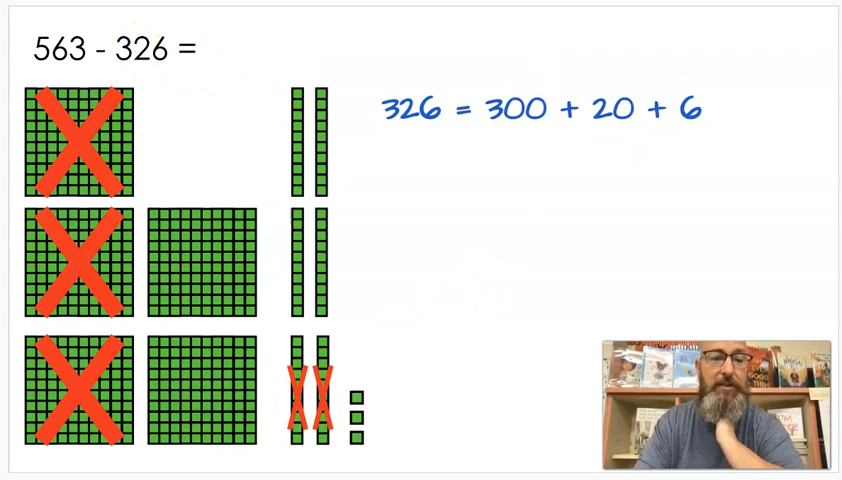 563 - 326 =
326 = 300 + 20 + 6